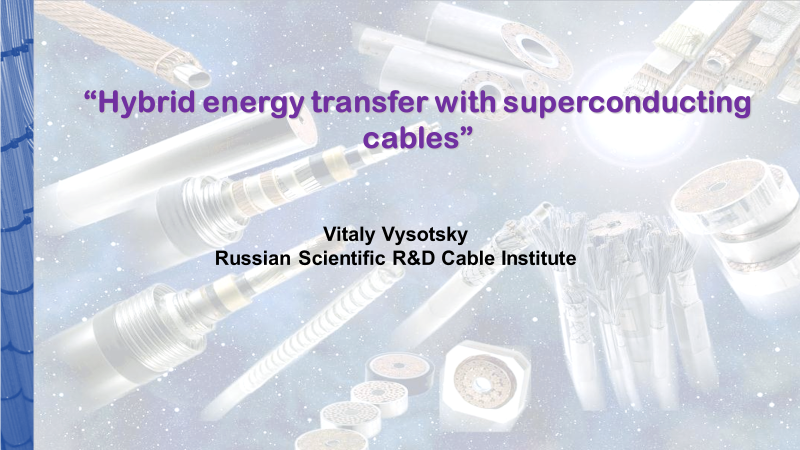 “Hybrid energy transfer with superconducting
cables”
Vitaly Vysotsky
Russian Scientific R&D Cable Institute